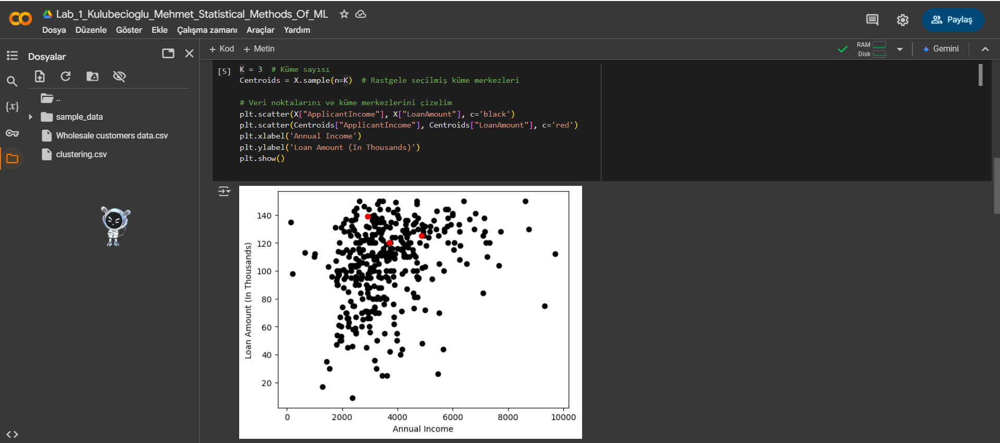 Lab_1_Kulubecioglu_Mehmet_Statistical_Methods_Of_ML
Dosya Düzenle Göster Ekle Çalışma zamanı Araçlar Yardım
Paylaş
Dosyalar
..
sample_data
Wholesale customers data.csv
clustering.csv
{x}
<>
+ Kod + Metin
RAM
Disk
Gemini
[5]
K = 3  # Küme sayısı
Centroids = X.sample(n=K)  # Rastgele seçilmiş küme merkezleri
# Veri noktalarını ve küme merkezlerini çizelim
plt.scatter(X["ApplicantIncome"], X["LoanAmount"], c='black')
plt.scatter(Centroids["ApplicantIncome"], Centroids["LoanAmount"], c='red')
plt.xlabel('Annual Income')
plt.ylabel('Loan Amount (In Thousands)')
plt.show()
Loan Amount (In Thousands)
140
120
100
80
60
40
20
0 2000 4000 6000 8000 10000
Annual Income